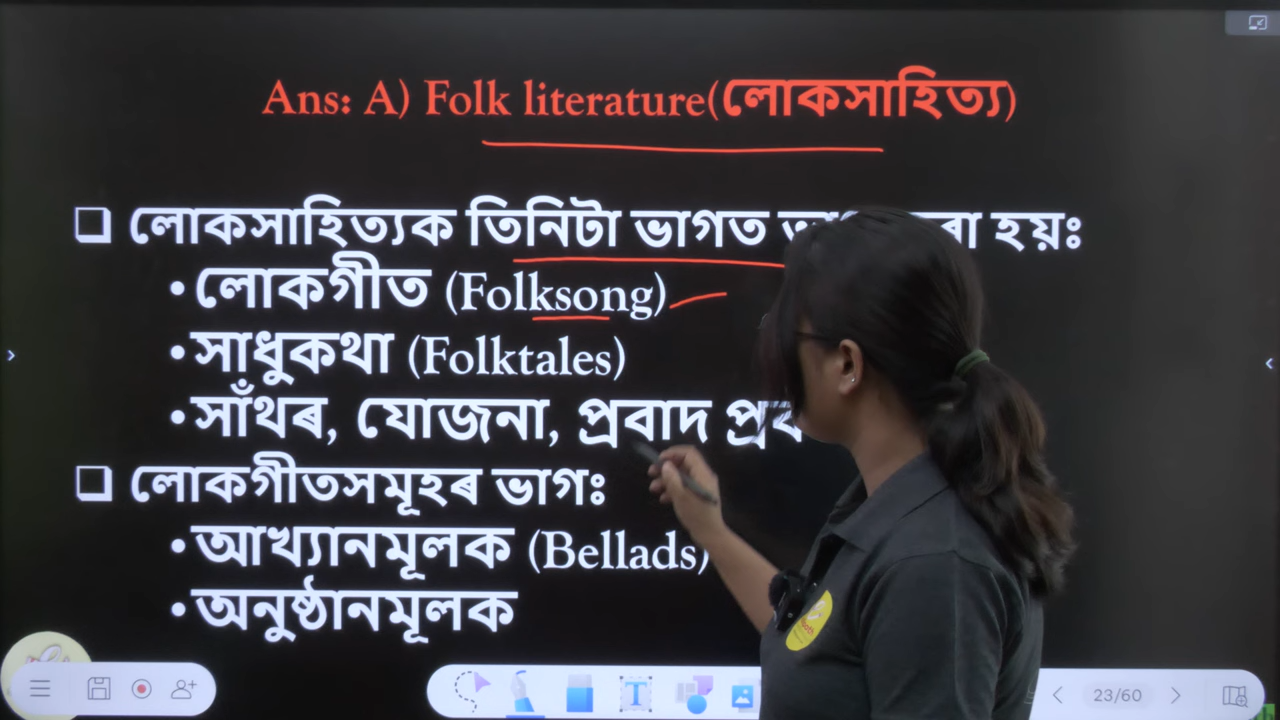 Ans: A) Folk literature(লোকসাহিত্য)
❑ লোকসাহিত্যক তিনিটা ভাগত হয়ঃ
• লোকগীত (Folksong)
• সাধুকথা (Folktales)
• সাঁথৰ, যোজনা, প্ৰবাদ
❑ লোকগীতসমূহৰ ভাগঃ
• আখ্যানমূলক (Bellads)
• অনুষ্ঠানমূলক
23/60